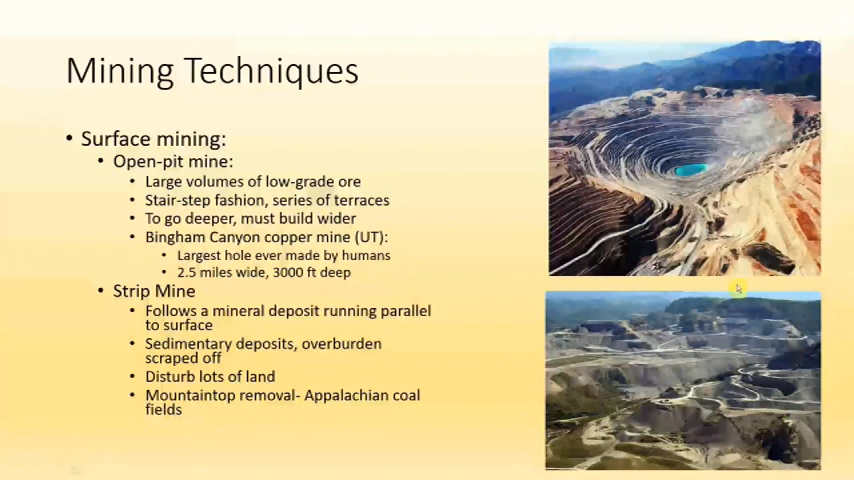 Mining Techniques
• Surface mining:
• Open-pit mine:
• Large volumes of low-grade ore
• Stair-step fashion, series of terraces
• To go deeper, must build wider
• Bingham Canyon copper mine (UT):
• Largest hole ever made by humans
• 2.5 miles wide, 3000 ft deep
• Strip Mine
• Follows a mineral deposit running parallel
to surface
• Sedimentary deposits, overburden
scraped off
• Disturb lots of land
• Mountaintop removal- Appalachian coal
fields